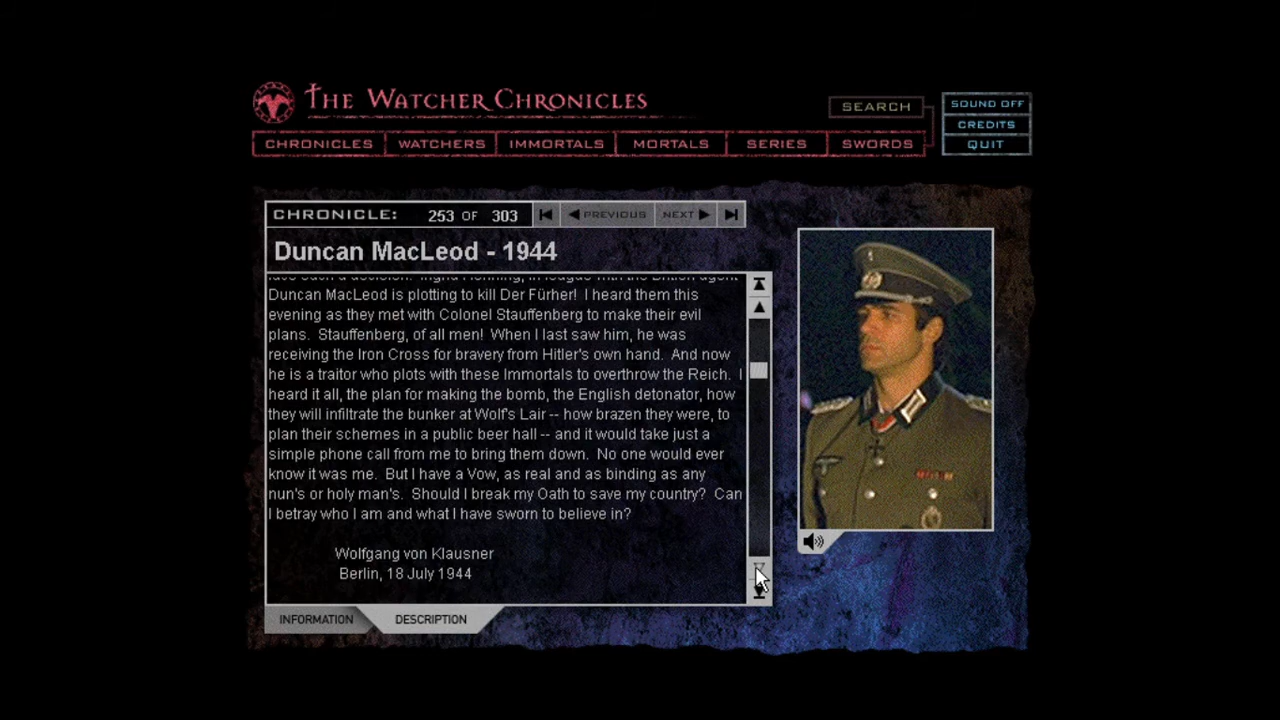 THE WATCHER CHRONICLES
SEARCH
SOUND OFF
CREDITS
QUIT
CHRONICLES WATCHERS IMMORTALS MORTALS SERIES SWORDS
CHRONICLE: 253 OF 303 PREVIOUS NEXT
Duncan MacLeod - 1944
Duncan MacLeod is plotting to kill Der Fürher! I heard them this
evening as they met with Colonel Stauffenberg to make their evil
plans. Stauffenberg, of all men! When I last saw him, he was
receiving the Iron Cross for bravery from Hitler's own hand. And now
he is a traitor who plots with these Immortals to overthrow the Reich. I
heard it all, the plan for making the bomb, the English detonator, how
they will infiltrate the bunker at Wolf's Lair -- how brazen they were, to
plan their schemes in a public beer hall -- and it would take just a
simple phone call from me to bring them down. No one would ever
know it was me. But I have a Vow, as real and as binding as any
nun's or holy man's. Should I break my Oath to save my country? Can
I betray who I am and what I have sworn to believe in?
Wolfgang von Klausner
Berlin, 18 July 1944
INFORMATION DESCRIPTION